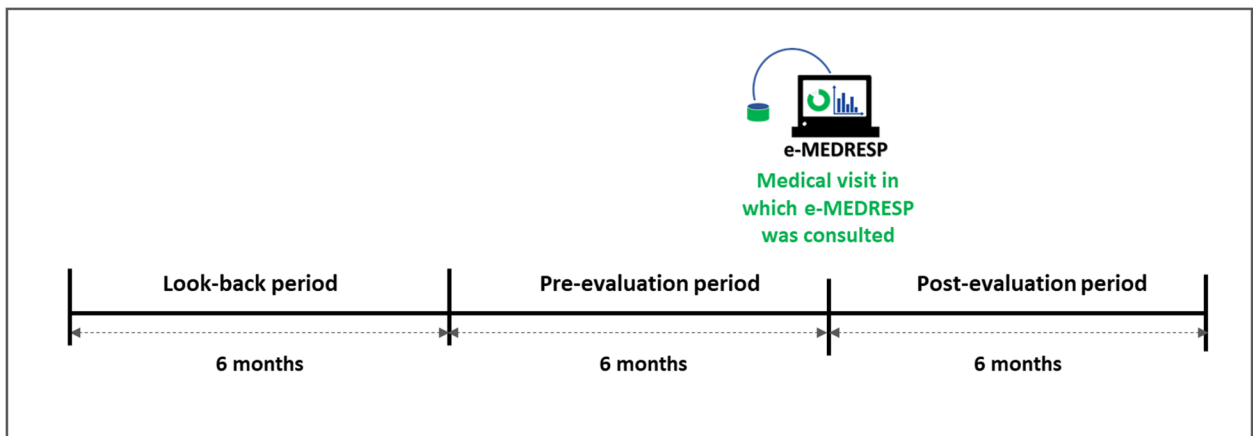 e-MEDRESP
Medical visit in
which e-MEDRESP
was consulted
Look-back period
Pre-evaluation period
Post-evaluation period
6 months
6 months
6 months